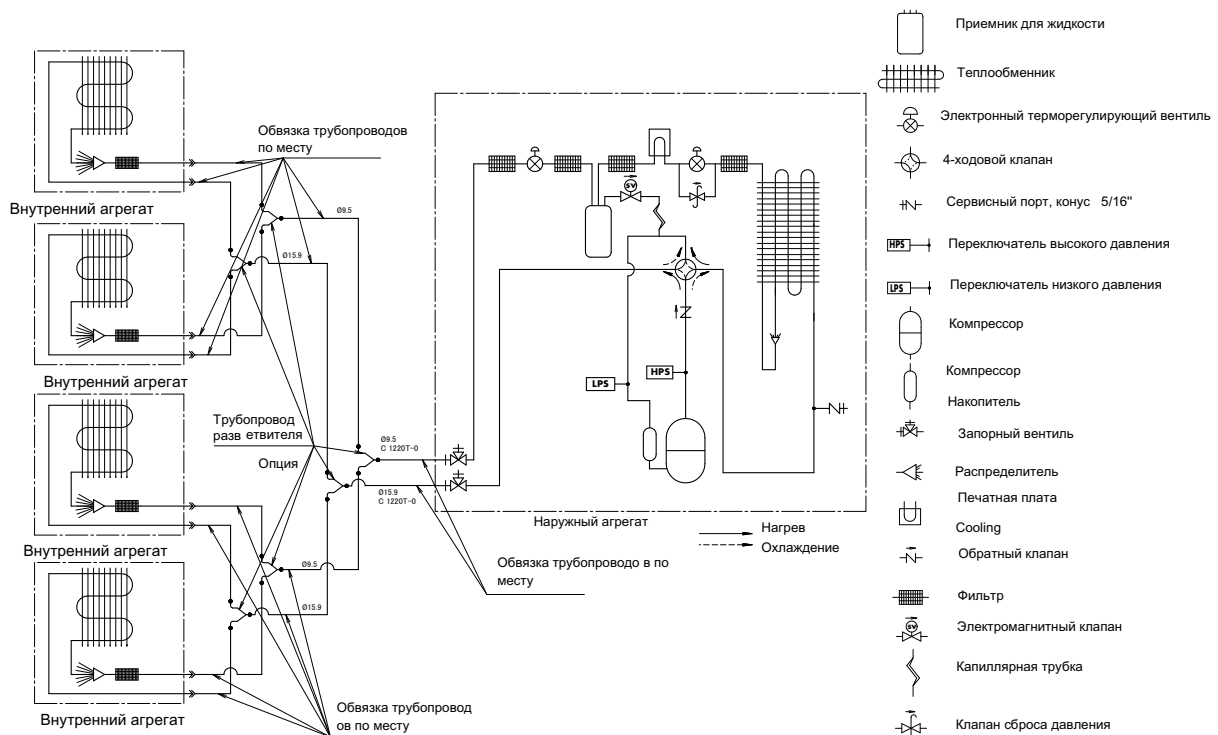 Обвязка трубопроводов
по месту
Внутренний агрегат
Ø9.5
Ø15.9
Внутренний агрегат
Трубопровод
разв етвителя
Опция
Ø9.5
C 1220T-0
Ø15.9
C 1220T-0
Внутренний агрегат
Ø9.5
Ø15.9
Обвязка трубопровод
ов по месту
Внутренний агрегат
SV
LPS
HPS
Наружный агрегат
Нагрев
Охлаждение
Обвязка трубопроводо в по
месту
Приемник для жидкости
Теплообменник
Электронный терморегулирующий вентиль
4-ходовой клапан
Сервисный порт, конус 5/16"
HPS Переключатель высокого давления
LPS Переключатель низкого давления
Компрессор
Компрессор
Накопитель
Запорный вентиль
Распределитель
Печатная плата
Cooling
Обратный клапан
Фильтр
SV Электромагнитный клапан
Капиллярная трубка
Клапан сброса давления